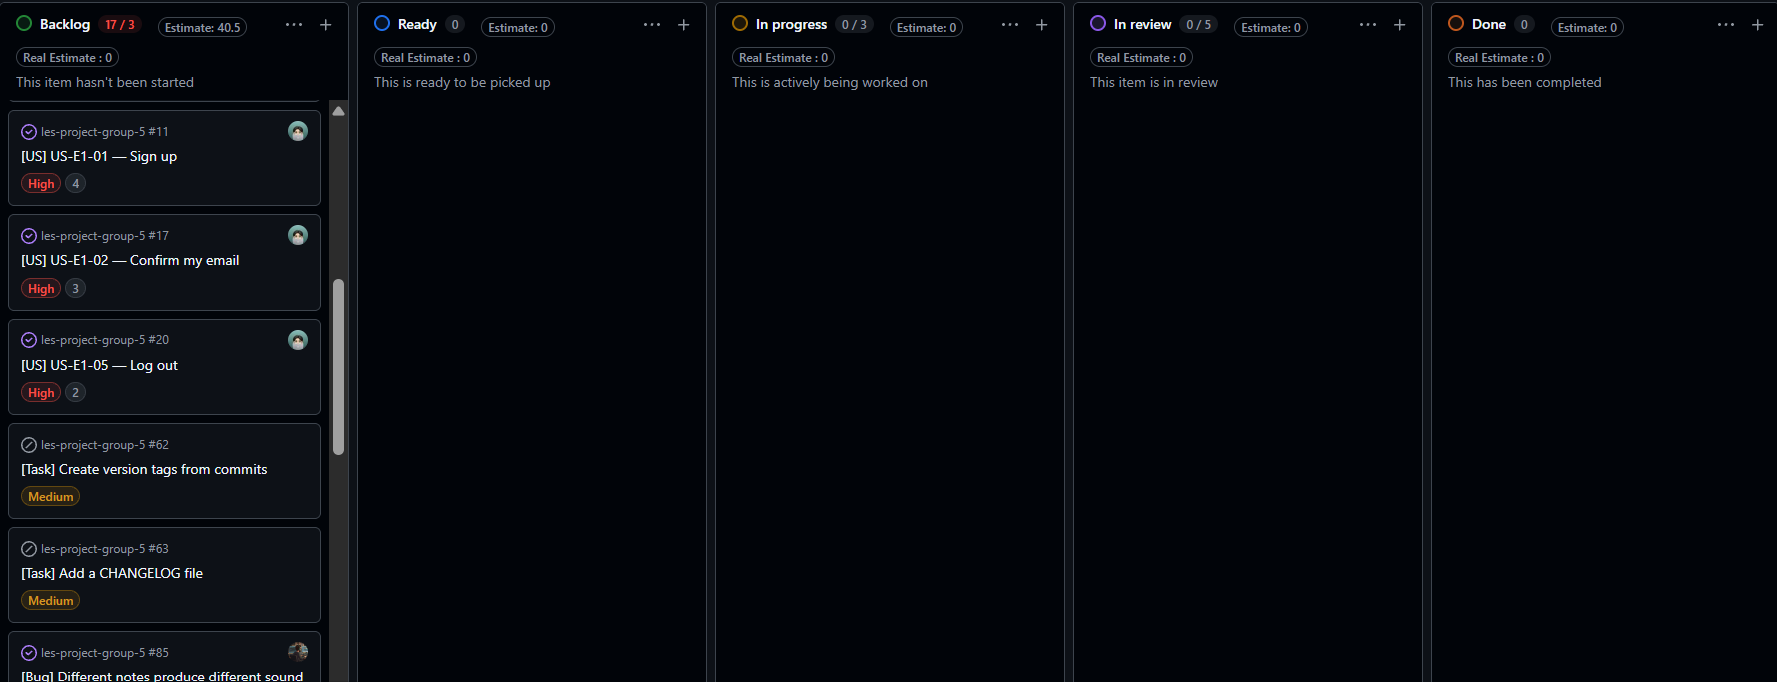 Backlog 17 / 3 Estimate: 40.5
Real Estimate : 0
This item hasn't been started
les-project-group-5 #11
[US] US-E1-01 — Sign up
High 4
les-project-group-5 #17
[US] US-E1-02 — Confirm my email
High 3
les-project-group-5 #20
[US] US-E1-05 — Log out
High 2
les-project-group-5 #62
[Task] Create version tags from commits
Medium
les-project-group-5 #63
[Task] Add a CHANGELOG file
Medium
les-project-group-5 #85
[Bug] Different notes produce different sound
Ready 0 Estimate: 0
Real Estimate : 0
This is ready to be picked up
In progress 0 / 3 Estimate: 0
Real Estimate : 0
This is actively being worked on
In review 0 / 5 Estimate: 0
Real Estimate : 0
This item is in review
Done 0 Estimate: 0
Real Estimate : 0
This has been completed